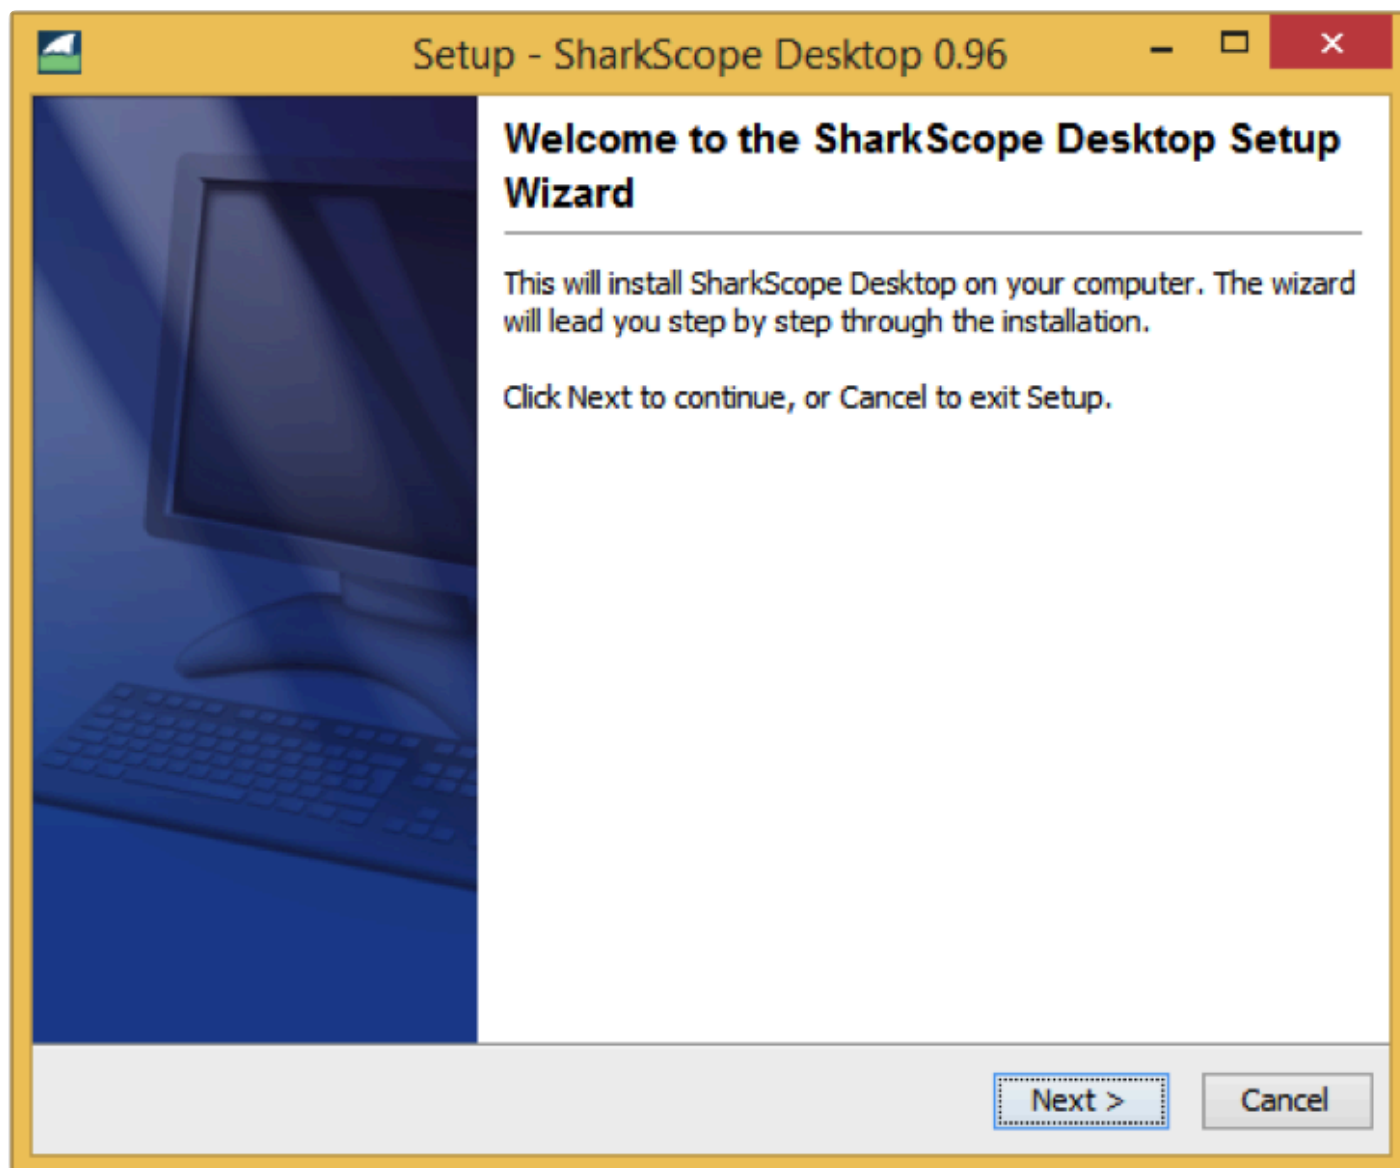 Setup - SharkScope Desktop 0.96
Welcome to the SharkScope Desktop Setup
Wizard
This will install SharkScope Desktop on your computer. The wizard
will lead you step by step through the installation.
Click Next to continue, or Cancel to exit Setup.
Next >
Cancel